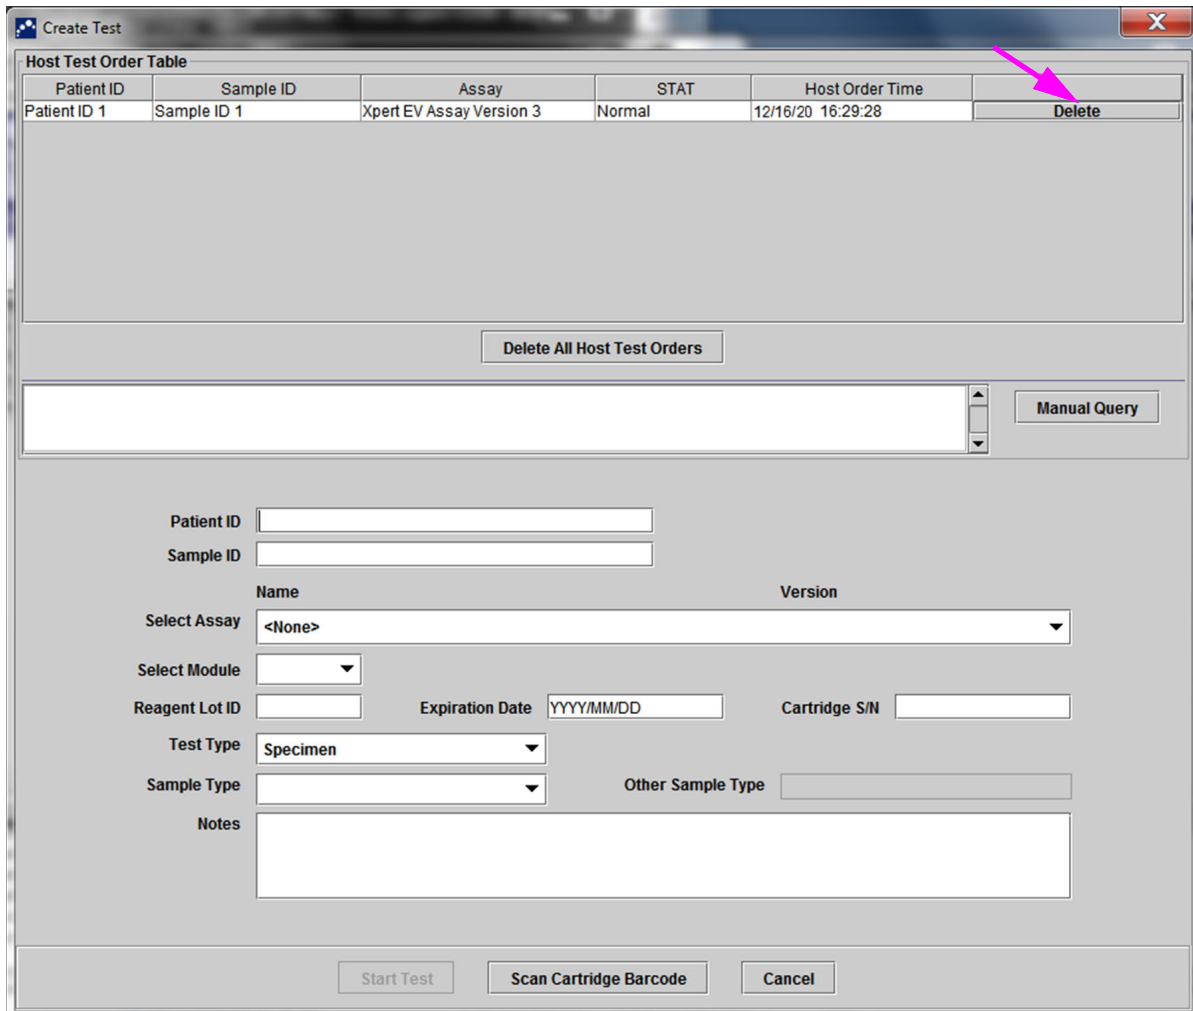 Create Test
Host Test Order Table
Patient ID Sample ID Assay STAT Host Order Time
Patient ID 1 Sample ID 1 Xpert EV Assay Version 3 Normal 12/16/20 16:29:28 Delete
Delete All Host Test Orders
Manual Query
Patient ID
Sample ID
Name Version
Select Assay <None>
Select Module
Reagent Lot ID Expiration Date YYYY/MM/DD Cartridge S/N
Test Type Specimen
Sample Type Other Sample Type
Notes
Start Test Scan Cartridge Barcode Cancel